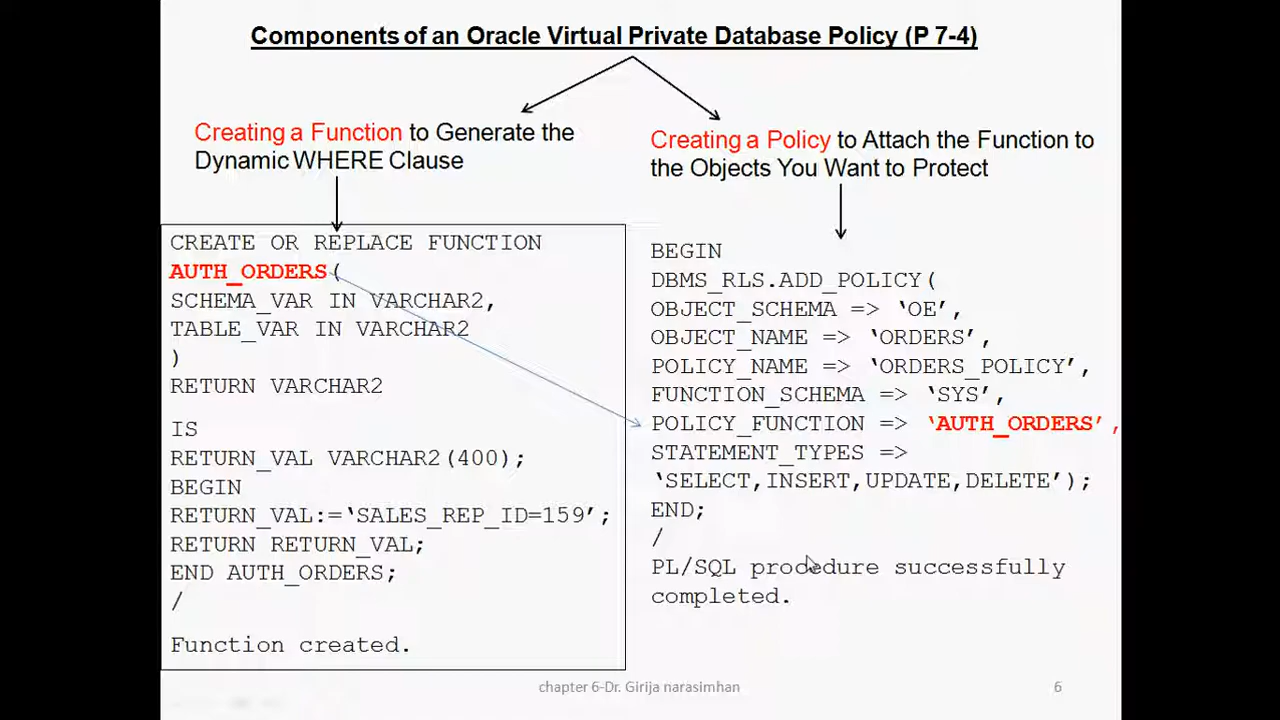 Components of an Oracle Virtual Private Database Policy (P 7-4)
Creating a Function to Generate the
Dynamic WHERE Clause
CREATE OR REPLACE FUNCTION
AUTH_ORDERS(
SCHEMA_VAR IN VARCHAR2,
TABLE_VAR IN VARCHAR2
)
RETURN VARCHAR2
IS
RETURN_VAL VARCHAR2(400);
BEGIN
RETURN_VAL:=‘SALES_REP_ID=159’;
RETURN RETURN_VAL;
END AUTH_ORDERS;
/
Function created.
Creating a Policy to Attach the Function to
the Objects You Want to Protect
BEGIN
DBMS_RLS.ADD_POLICY(
OBJECT_SCHEMA => ‘OE’,
OBJECT_NAME => ‘ORDERS’,
POLICY_NAME => ‘ORDERS_POLICY’,
FUNCTION_SCHEMA => ‘SYS’,
POLICY_FUNCTION => ‘AUTH_ORDERS’,
STATEMENT_TYPES =>
‘SELECT,INSERT,UPDATE,DELETE’);
END;
/
PL/SQL procedure successfully
completed.
chapter 6-Dr. Girija narasimhan
6